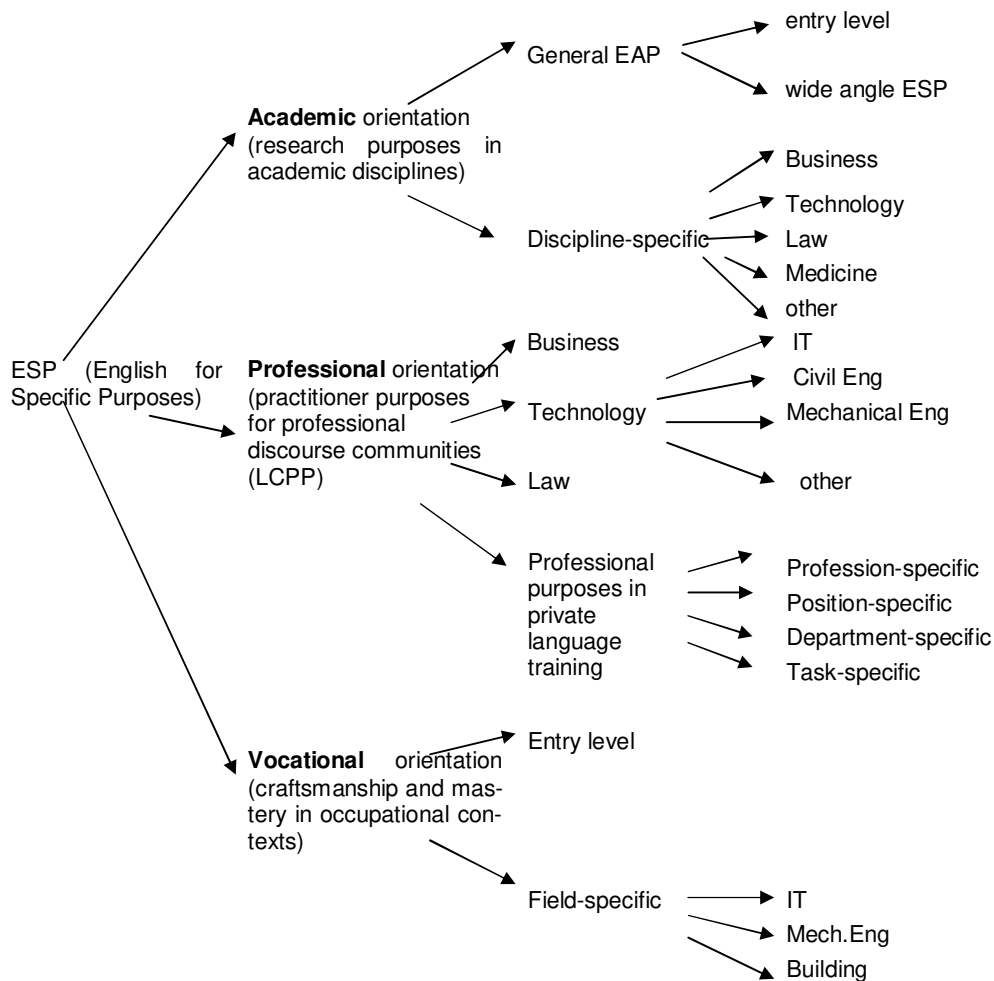 entry level
General EAP
wide angle ESP
Academic orientation
(research purposes in
academic disciplines)
Business
Technology
Discipline-specific
Law
Medicine
other
ESP (English for
Specific Purposes)
Professional orientation
(practitioner purposes
for professional
discourse communities
(LCPP)
Business
IT
Civil Eng
Technology
Mechanical Eng
Law
other
Professional
purposes in
private
language
training
Profession-specific
Position-specific
Department-specific
Task-specific
Vocational orientation
(craftsmanship and mas-
tery in occupational con-
texts)
Entry level
Field-specific
IT
Mech.Eng
Building